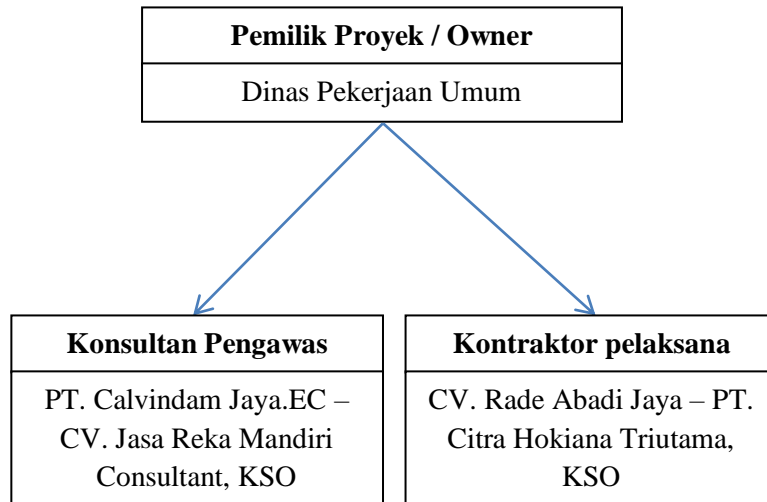 Pemilik Proyek / Owner
Dinas Pekerjaan Umum
Konsultan Pengawas
PT. Calvindam Jaya.EC –
CV. Jasa Reka Mandiri
Consultant, KSO
Kontraktor pelaksana
CV. Rade Abadi Jaya – PT.
Citra Hokiana Triutama,
KSO